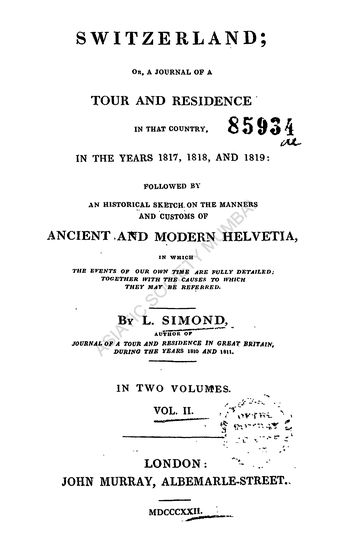 SWITZERLAND;
OR, A JOURNAL OF A
TOUR AND RESIDENCE
IN THAT COUNTRY,
85934
IN THE YEARS 1817, 1818, AND 1819:
FOLLOWED BY
AN HISTORICAL SKETCH ON THE MANNERS
AND CUSTOMS OF
ANCIENT AND MODERN HELVETIA,
IN WHICH
THE EVENTS OF OUR OWN TIME ARE FULLY DETAILED;
TOGETHER WITH THE CAUSES TO WHICH
THEY MAY BE REFERRED.
BY L. SIMOND,
AUTHOR OF
JOURNAL OF A TOUR AND RESIDENCE IN GREAT BRITAIN,
DURING THE YEARS 1810 AND 1811.
IN TWO VOLUMES.
VOL. II.
LONDON:
JOHN MURRAY, ALBEMARLE-STREET.
MDCCCXXII.
ASIATIC SOCIETY MUMBAI